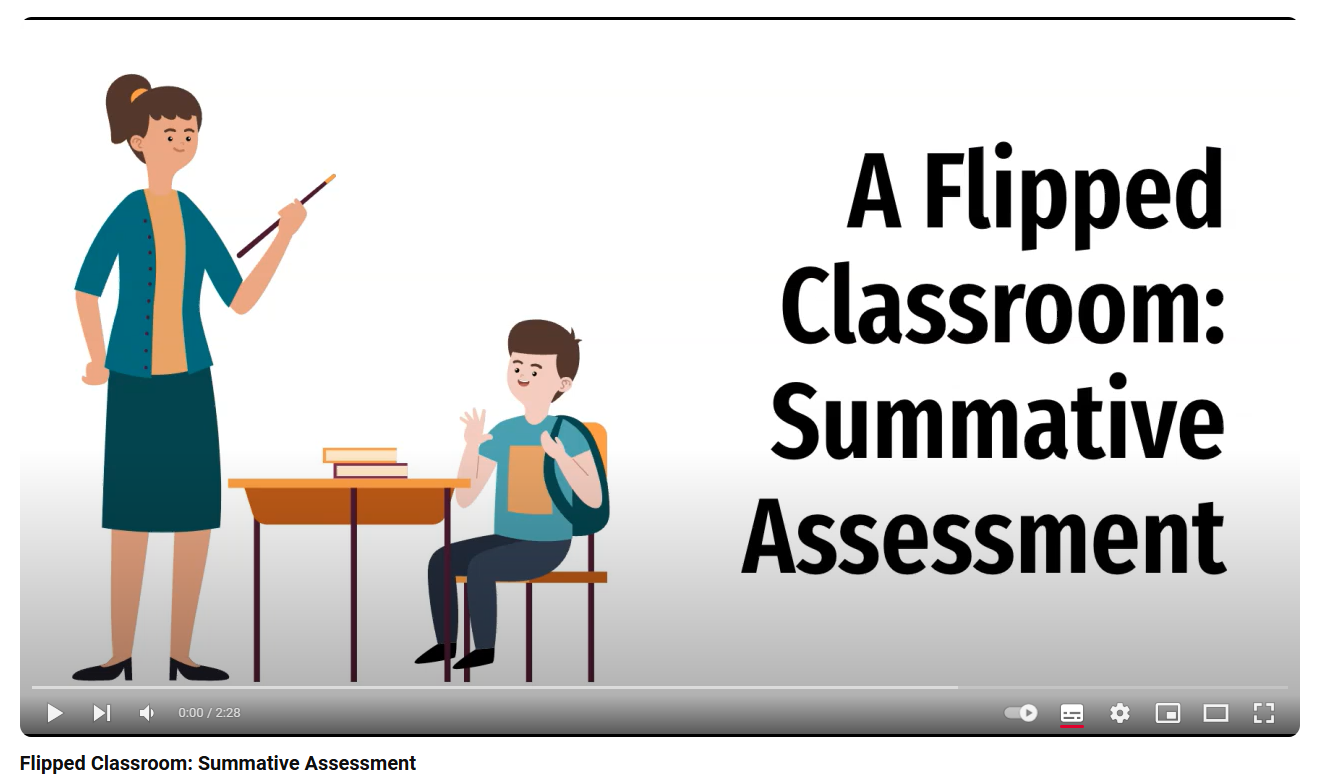 A Flipped
Classroom:
Summative
Assessment
0:00 / 2:28
Flipped Classroom: Summative Assessment